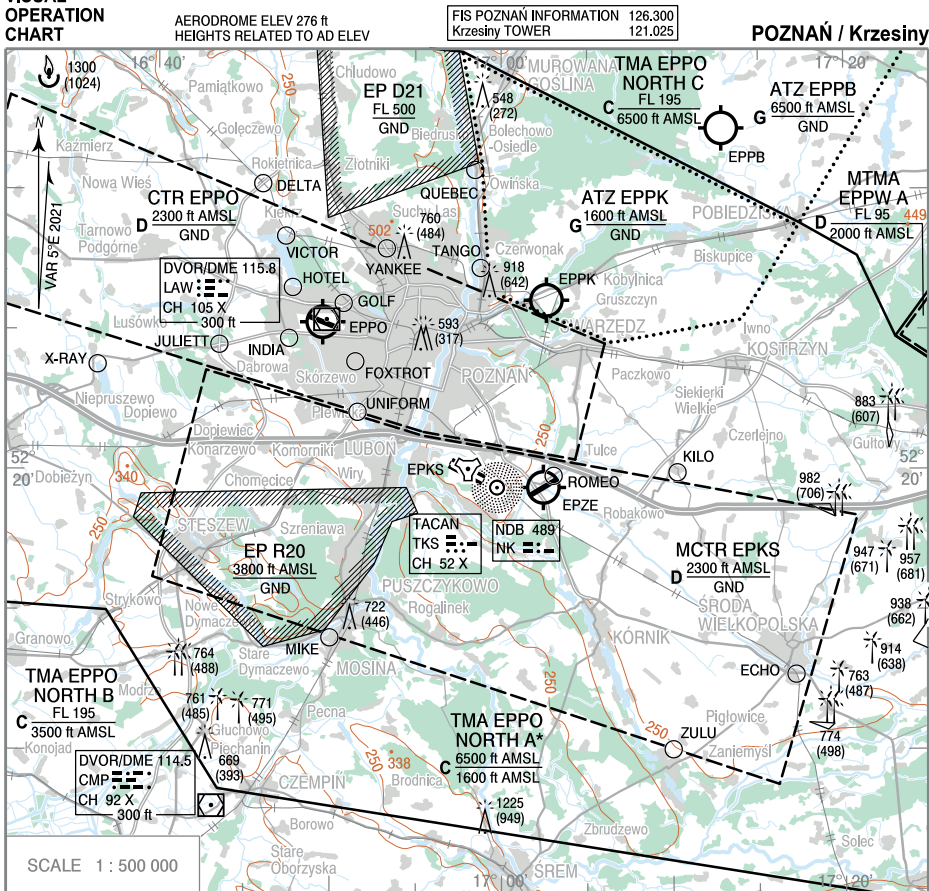 VISUAL
OPERATION
CHART
AERODROME ELEV 276 ft
HEIGHTS RELATED TO AD ELEV
FIS POZNAŃ INFORMATION 126.300
Krzesiny TOWER 121.025
POZNAŃ / Krzesiny
16° 40'
17° 00'
17° 20'
1300
(1024)
250
Pamiątkowo
Chludowo
EP D21
FL 500
GND
Biedrusko
MUROWANA
GOŚLINA
548
(272)
Bolechowo
-Osiedle
TMA EPPO
NORTH C
C FL 195
6500 ft AMSL
ATZ EPPB
G 6500 ft AMSL
GND
EPPB
N
VAR 5°E 2021
Kaźmierz
Golęczewo
Rokietnica
Złotniki
DELTA
QUEBEC
Owińska
Nowa Wieś
CTR EPPO
D 2300 ft AMSL
GND
Kiekrz
Suchy Las
760
(484)
502
YANKEE
TANGO
Czerwonak
ATZ EPPK
G 1600 ft AMSL
GND
POBIEDZISKA
MTMA
EPPW A
D FL 95
2000 ft AMSL
449
Tarnowo
Podgórne
VICTOR
HOTEL
Biskupice
DVOR/DME 115.8
LAW
CH 105 X
300 ft
GOLF
EPPO
918
(642)
EPPK
Kobylnica
Gruszczyn
Lusówko
JULIETT
INDIA
593
(317)
SWARZĘDZ
Iwno
KOSTRZYN
X-RAY
Dąbrowa
Skórzewo
FOXTROT
POZNAŃ
Paczkowo
Niepruszewo
Dopiewo
Plewiska
UNIFORM
Siekierki
Wielkie
883
(607)
Dopiewiec
Konarzewo
Komorniki
LUBOŃ
250
Tulce
Czerlejno
Gułtowy
52°
20'
52°
20'
Dobieżyn
340
Chomęcice
Wiry
EPKS
ROMEO
EPZE
KILO
Robakowo
982
(706)
250
STĘSZEW
Szreniawa
EP R20
3800 ft AMSL
GND
TACAN
TKS
CH 52 X
NDB 489
NK
MCTR EPKS
D 2300 ft AMSL
GND
947
(671)
957
(681)
PUSZCZYKOWO
Strykowo
Nowe
Dymaczewo
722
(446)
Rogalinek
ŚRODA
WIELKOPOLSKA
938
(662)
Granowo
764
(488)
Stare
Dymaczewo
MIKE
MOSINA
KÓRNIK
914
(638)
TMA EPPO
NORTH B
C FL 195
3500 ft AMSL
761
(485)
771
(495)
Pecna
250
ECHO
763
(487)
Konojad
Głuchowo
Piechanin
TMA EPPO
NORTH A*
C 6500 ft AMSL
1600 ft AMSL
250
ZULU
Pigłowice
Zaniemyśl
774
(498)
DVOR/DME 114.5
CMP
CH 92 X
300 ft
669
(393)
CZEMPIŃ
338
Brodnica
1225
(949)
Borowo
Zbrudzewo
Solec
SCALE 1 : 500 000
Stare
Oborzyska
ŚREM
17° 00'
17° 20'